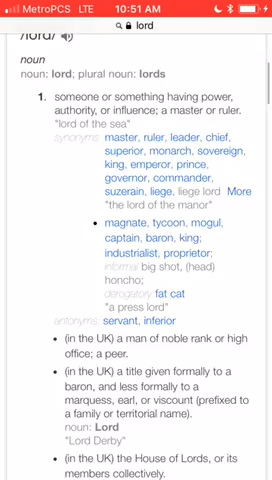 MetroPCS LTE 10:51 AM
lord
/lôrd/
noun
noun: lord; plural noun: lords
1. someone or something having power,
authority, or influence; a master or ruler.
"lord of the sea"
synonyms: master, ruler, leader, chief,
superior, monarch, sovereign,
king, emperor, prince,
governor, commander,
suzerain, liege, liege lord More
"the lord of the manor"
• magnate, tycoon, mogul,
captain, baron, king;
industrialist, proprietor;
informal big shot, (head)
honcho;
derogatory fat cat
"a press lord"
antonyms: servant, inferior
• (in the UK) a man of noble rank or high
office; a peer.
• (in the UK) a title given formally to a
baron, and less formally to a
marquess, earl, or viscount (prefixed to
a family or territorial name).
noun: Lord
"Lord Derby"
• (in the UK) the House of Lords, or its
members collectively.